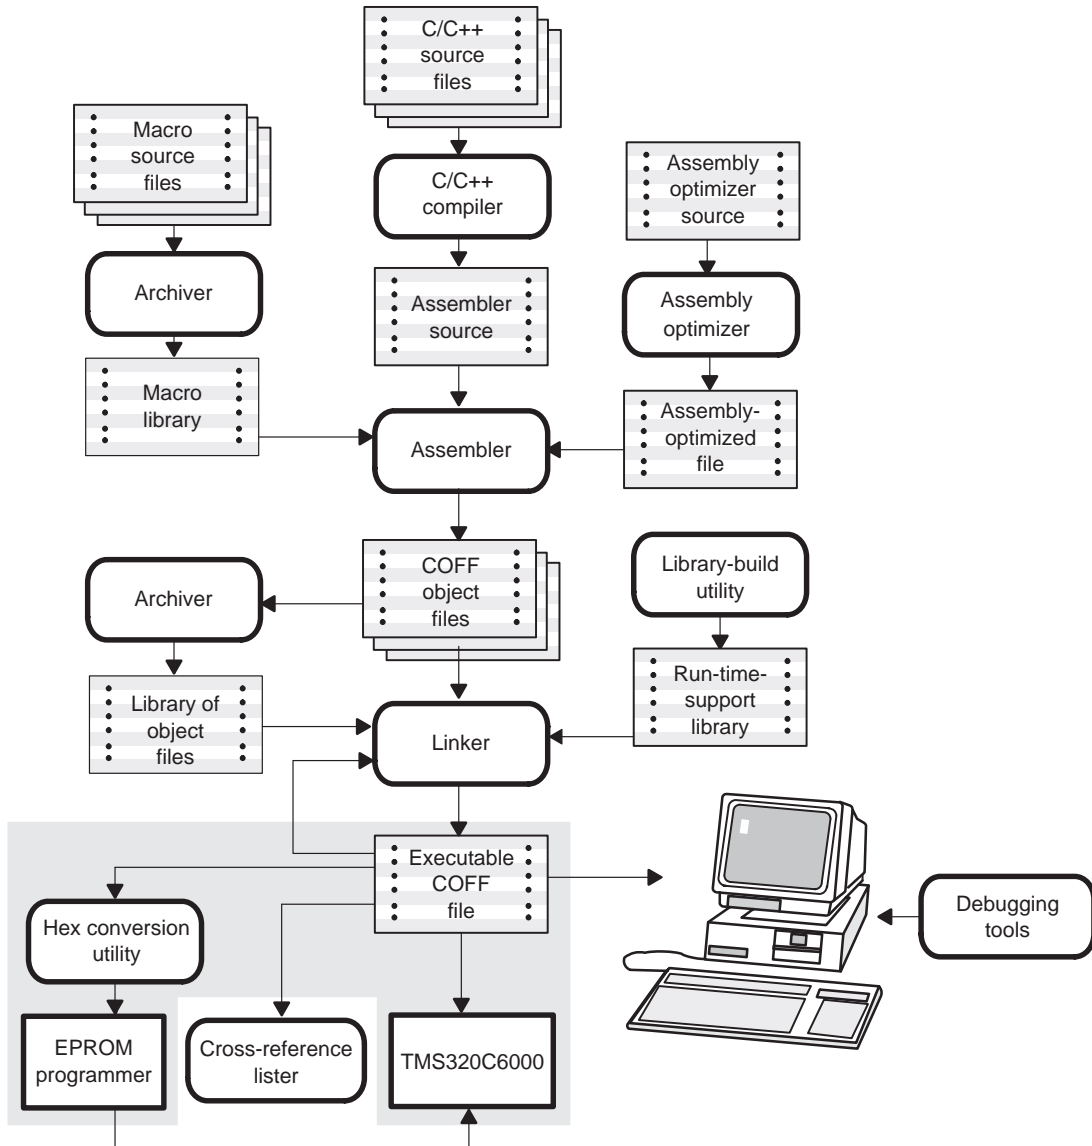 C/C++
source
files
Macro
source
files
C/C++
compiler
Assembly
optimizer
source
Archiver
Assembler
source
Assembly
optimizer
Macro
library
Assembler
Assembly-
optimized
file
Archiver
COFF
object
files
Library-build
utility
Library of
object
files
Linker
Run-time-
support
library
Executable
COFF
file
Debugging
tools
Hex conversion
utility
EPROM
programmer
Cross-reference
lister
TMS320C6000